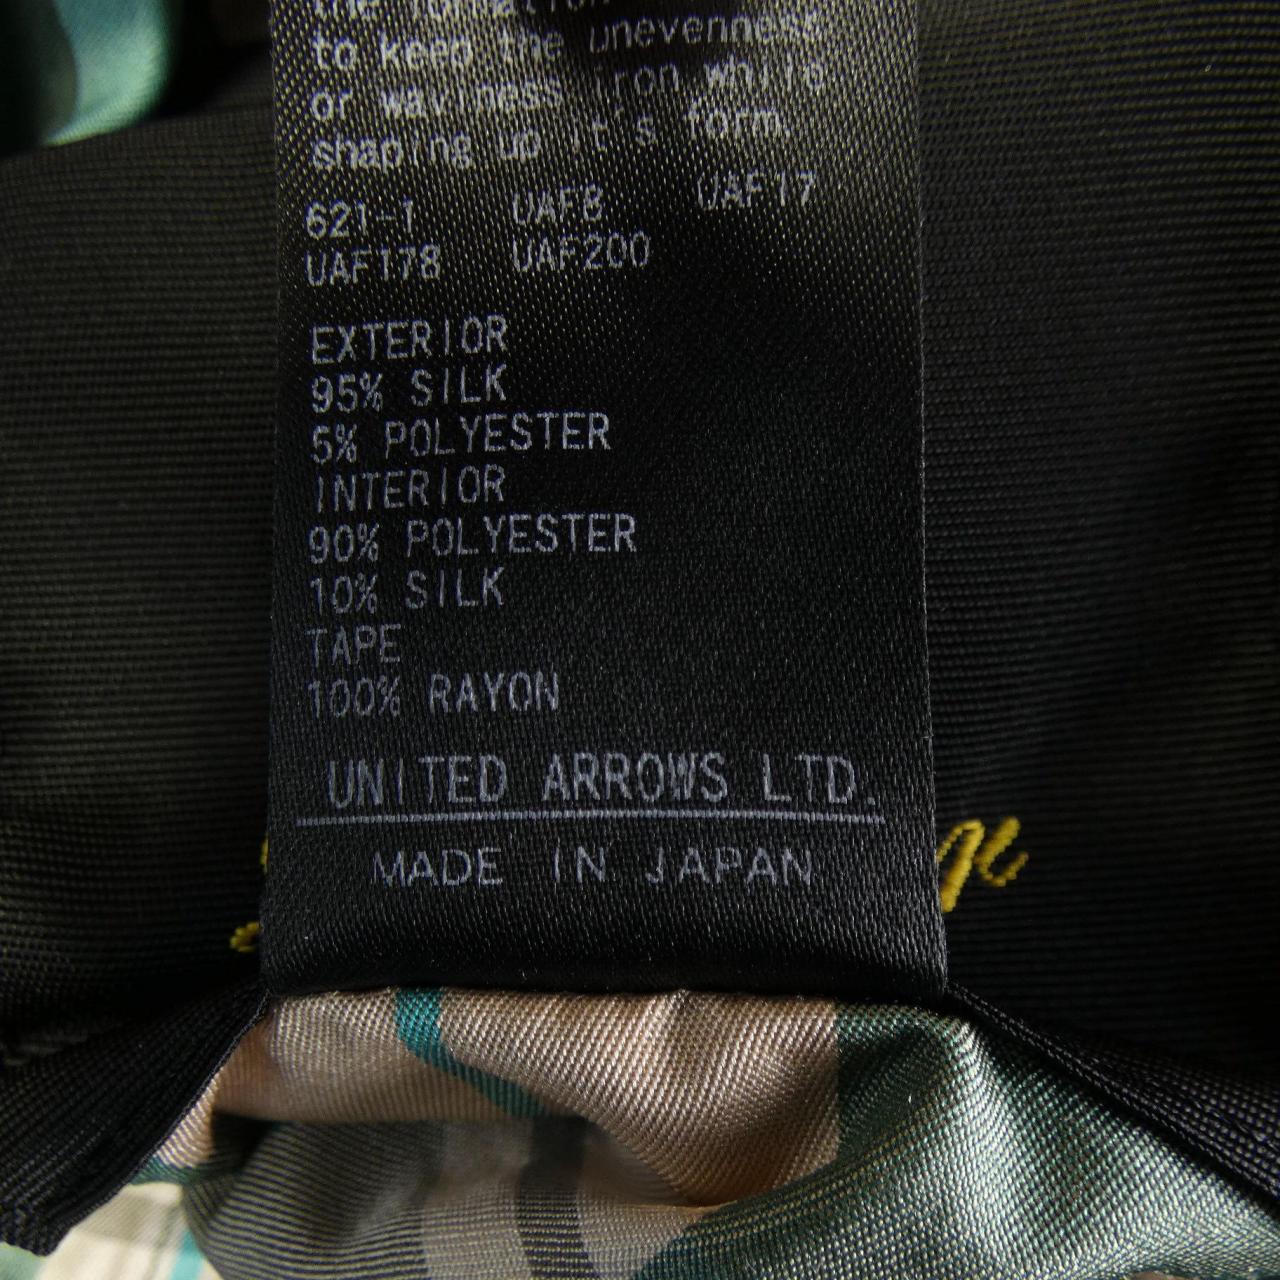 the
to keep the unevenness
or waviness iron while
shaping up it's form.
621-1 UAF8 UAF17
UAF178 UAF200
EXTERIOR
95% SILK
5% POLYESTER
INTERIOR
90% POLYESTER
10% SILK
TAPE
100% RAYON
UNITED ARROWS LTD.
MADE IN JAPAN